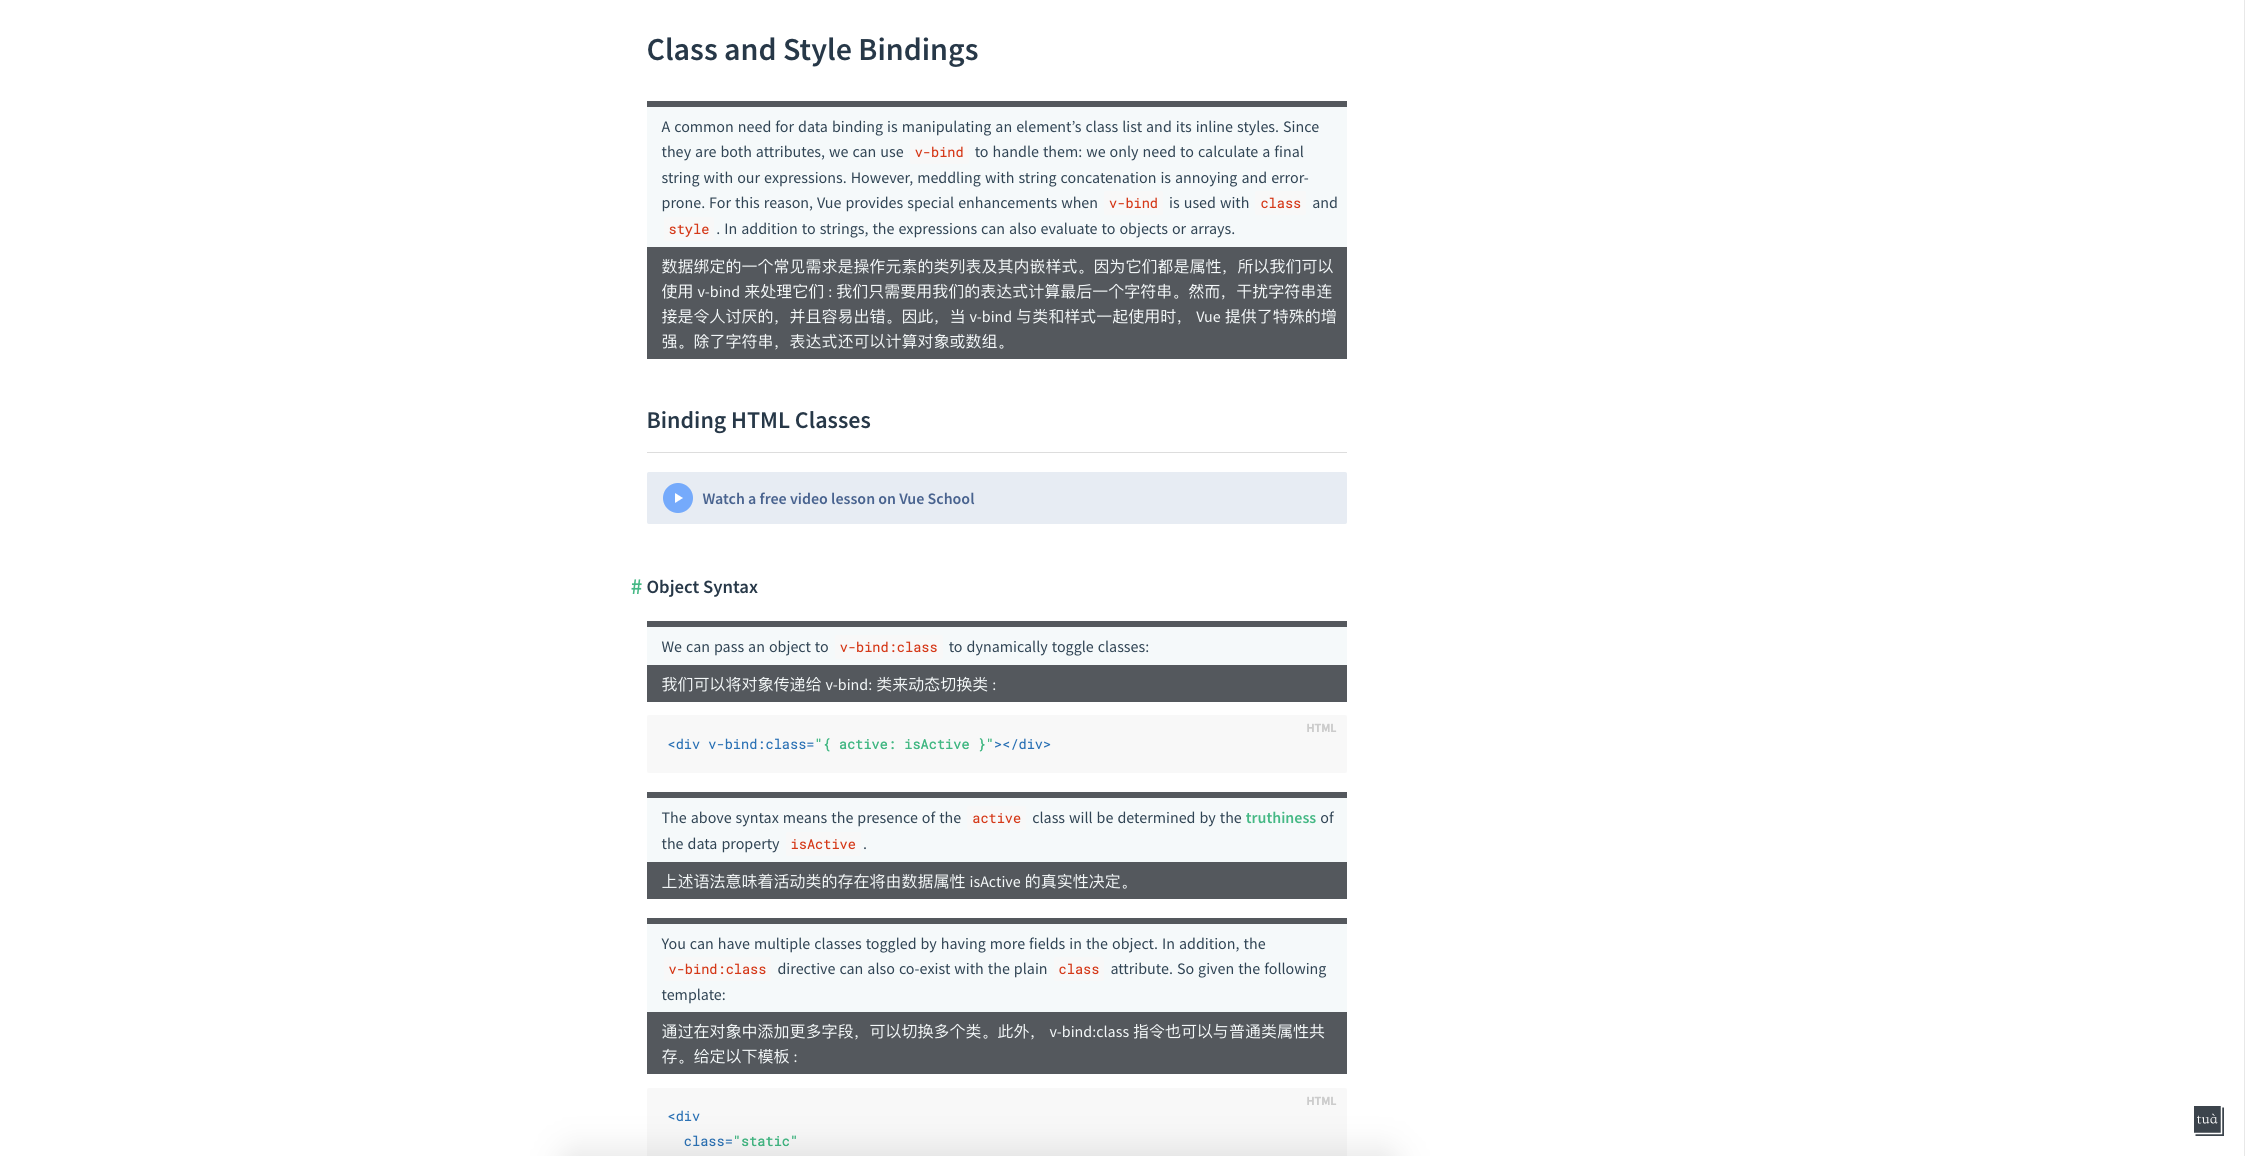 Class and Style Bindings
A common need for data binding is manipulating an element’s class list and its inline styles. Since
they are both attributes, we can use v-bind to handle them: we only need to calculate a final
string with our expressions. However, meddling with string concatenation is annoying and error-
prone. For this reason, Vue provides special enhancements when v-bind is used with class and
style . In addition to strings, the expressions can also evaluate to objects or arrays.
数据绑定的一个常见需求是操作元素的类列表及其内嵌样式。因为它们都是属性，所以我们可以
使用 v-bind 来处理它们 : 我们只需要用我们的表达式计算最后一个字符串。然而，干扰字符串连
接是令人讨厌的，并且容易出错。因此，当 v-bind 与类和样式一起使用时， Vue 提供了特殊的增
强。除了字符串，表达式还可以计算对象或数组。
Binding HTML Classes
Watch a free video lesson on Vue School
# Object Syntax
We can pass an object to v-bind:class to dynamically toggle classes:
我们可以将对象传递给 v-bind: 类来动态切换类 :
HTML
<div v-bind:class="{ active: isActive }"></div>
The above syntax means the presence of the active class will be determined by the truthiness of
the data property isActive .
上述语法意味着活动类的存在将由数据属性 isActive 的真实性决定。
You can have multiple classes toggled by having more fields in the object. In addition, the
v-bind:class directive can also co-exist with the plain class attribute. So given the following
template:
通过在对象中添加更多字段，可以切换多个类。此外， v-bind:class 指令也可以与普通类属性共
存。给定以下模板 :
HTML
<div
class="static"
tuà